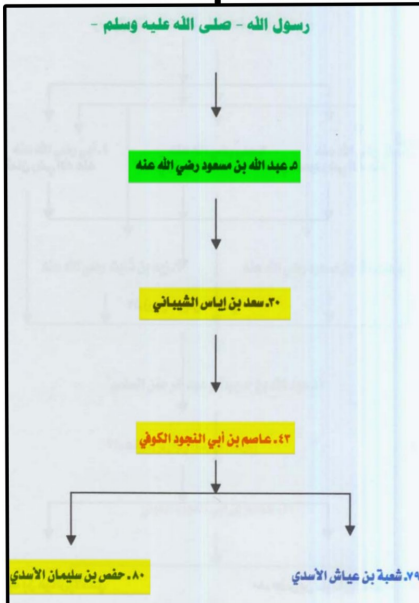 رسول الله - صلى الله عليه وسلم -
٥. عبد الله بن مسعود رضي الله عنه
٣٠. سعد بن إياس الشيباني
٤٣. عاصم بن أبي النجود الكوفي
٧٩. شعبة بن عياش الأسدي
٨٠. حفص بن سليمان الأسدي